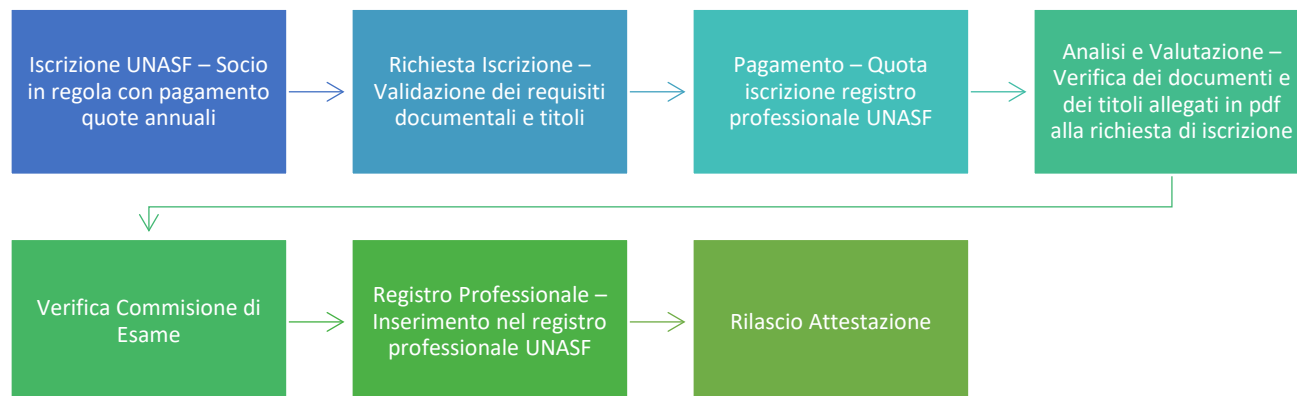 Iscrizione UNASF – Socio
in regola con pagamento
quote annuali
Richiesta Iscrizione –
Validazione dei requisiti
documentali e titoli
Pagamento – Quota
iscrizione registro
professionale UNASF
Analisi e Valutazione –
Verifica dei documenti e
dei titoli allegati in pdf
alla richiesta di iscrizione
Verifica Commisione di
Esame
Registro Professionale –
Inserimento nel registro
professionale UNASF
Rilascio Attestazione